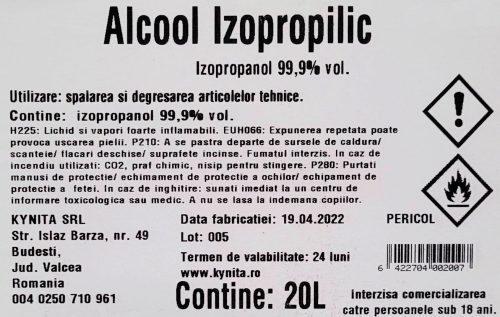 Alcool Izopropilic
Izopropanol 99,9% vol.
Utilizare: spalarea si degresarea articolelor tehnice.
Contine: izopropanol 99,9% vol.
H225: Lichid si vapori foarte inflamabili. EUH066: Expunerea repetata poate
provoca uscarea pielii. P210: A se pastra departe de sursele de caldura/
scanteie/ flacari deschise/ suprafete incinse. Fumatul interzis. In caz de
incendiu utilizati: CO2, praf chimic, nisip pentru stingere. P280: Purtati
manusi de protectie/ echimament de protectie a ochilor/ echipament de
protectie a fetei. In caz de inghitire: sunati imediat la un centru de
informare toxicologica sau medic. A nu se lasa la indemana copiilor.
KYNITA SRL
Str. Islaz Barza, nr. 49
Budesti,
Jud. Valcea
Romania
004 0250 710 961
Data fabricatiei: 19.04.2022
Lot: 005
Termen de valabilitate: 24 luni
www.kynita.ro
Contine: 20L
PERICOL
6 422704 002007
Interzisa comercializarea
catre persoanele sub 18 ani.